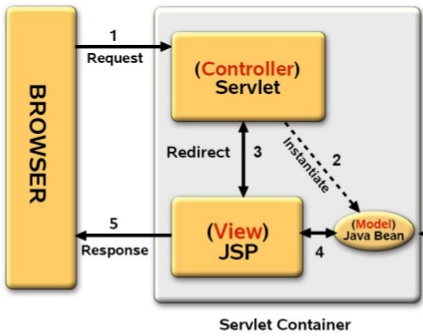 BROWSER
1
Request
(Controller)
Servlet
Redirect
3
2
Instantiate
5
Response
(View)
JSP
4
(Model)
Java Bean
Servlet Container